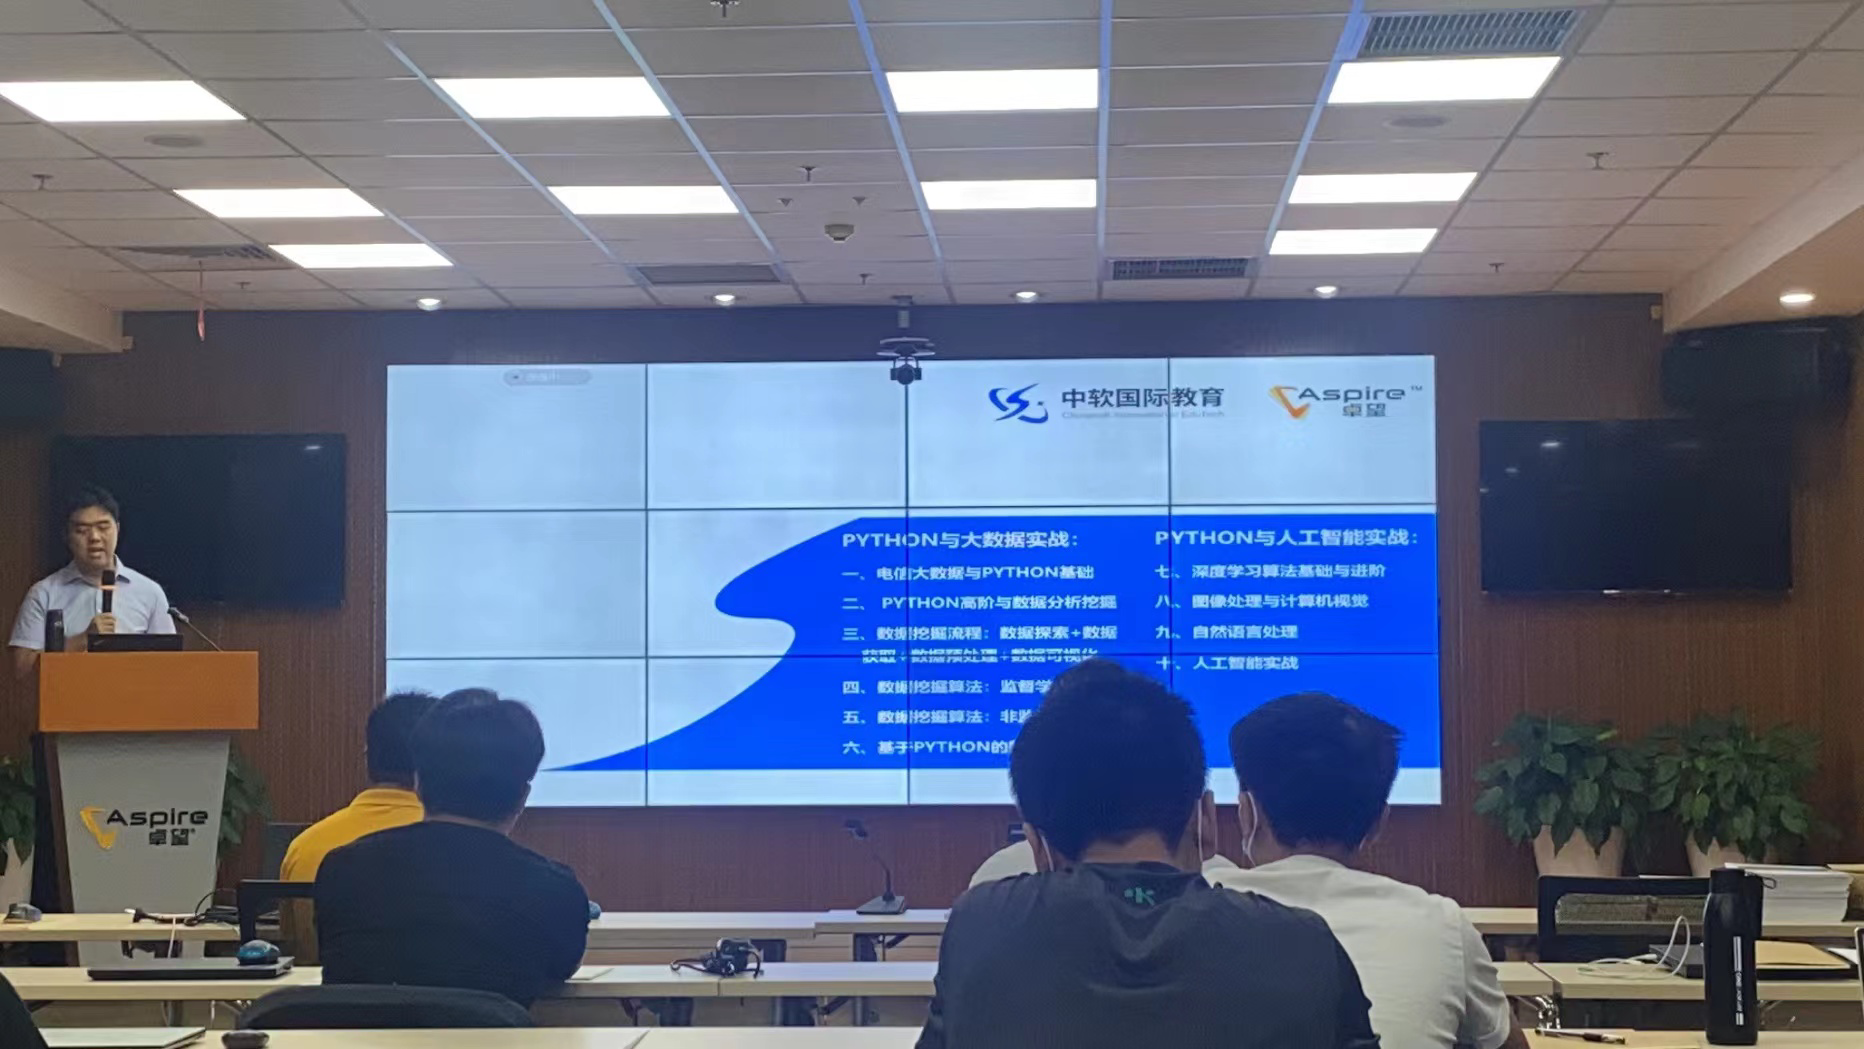 中软国际教育
Chinasoft International EduTech
Aspire™
卓望
PYTHON与大数据实战：
一、电信大数据与PYTHON基础
二、 PYTHON高阶与数据分析挖掘
三、数据挖掘流程：数据探索+数据
获取+数据预处理+数据可视化
四、数据挖掘算法：监督学
五、数据挖掘算法：非监
六、基于PYTHON的
PYTHON与人工智能实战：
七、深度学习算法基础与进阶
八、图像处理与计算机视觉
九、自然语言处理
十、人工智能实战
Aspire
卓望®
K